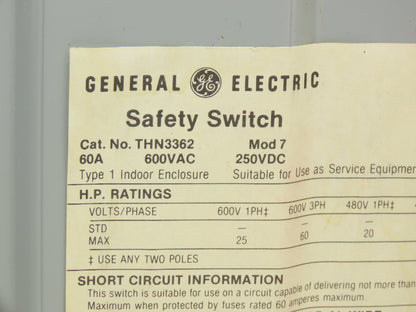 GENERAL GE ELECTRIC
Safety Switch
Cat. No. THN3362 Mod 7
60A 600VAC 250VDC
Type 1 Indoor Enclosure Suitable for Use as Service Equipmen
H.P. RATINGS
VOLTS/PHASE 600V 1PH‡ 600V 3PH 480V 1PH‡
STD — 60 20
MAX 25
‡ USE ANY TWO POLES
SHORT CIRCUIT INFORMATION
This switch is suitable for use on a circuit capable of delivering not more than
Maximum when protected by fuses rated 60 amperes maximum.